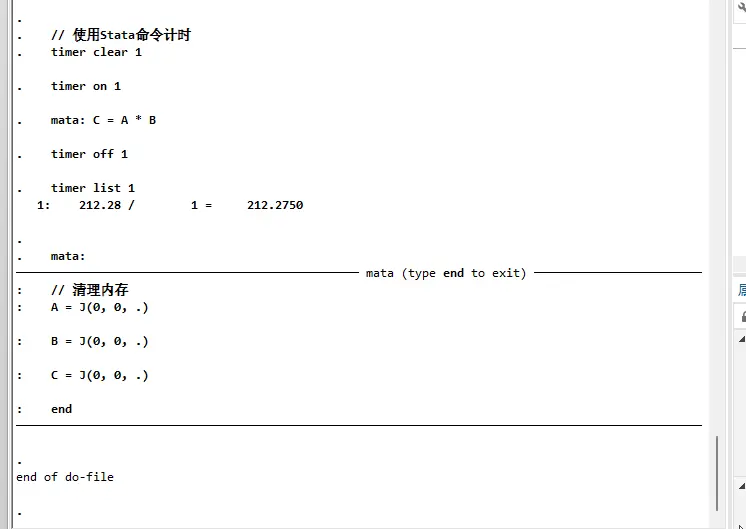 .
.    // 使用Stata命令计时
.    timer clear 1
.    timer on 1
.    mata: C = A * B
.    timer off 1
.    timer list 1
   1:    212.28 /        1 =     212.2750
.
.    mata:
mata (type end to exit)
:    // 清理内存
:    A = J(0, 0, .)
:    B = J(0, 0, .)
:    C = J(0, 0, .)
:    end
.
end of do-file
.